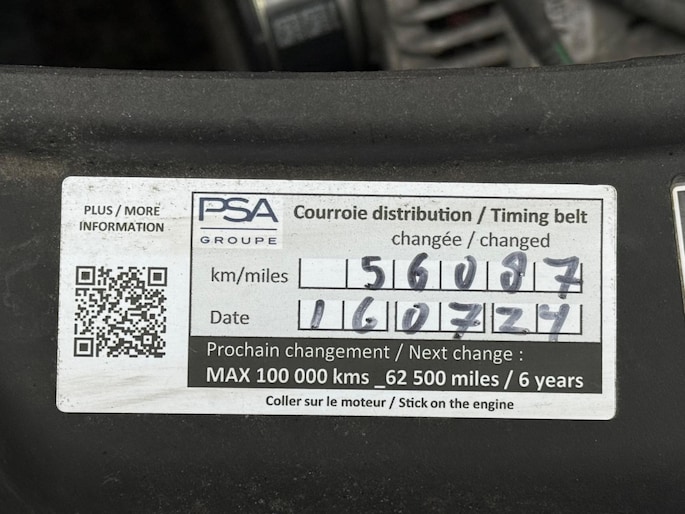 PLUS / MORE
INFORMATION
PSA
GROUPE
Courroie distribution / Timing belt
changée / changed
km/miles 56087
Date 160724
Prochain changement / Next change :
MAX 100 000 kms _62 500 miles / 6 years
Coller sur le moteur / Stick on the engine